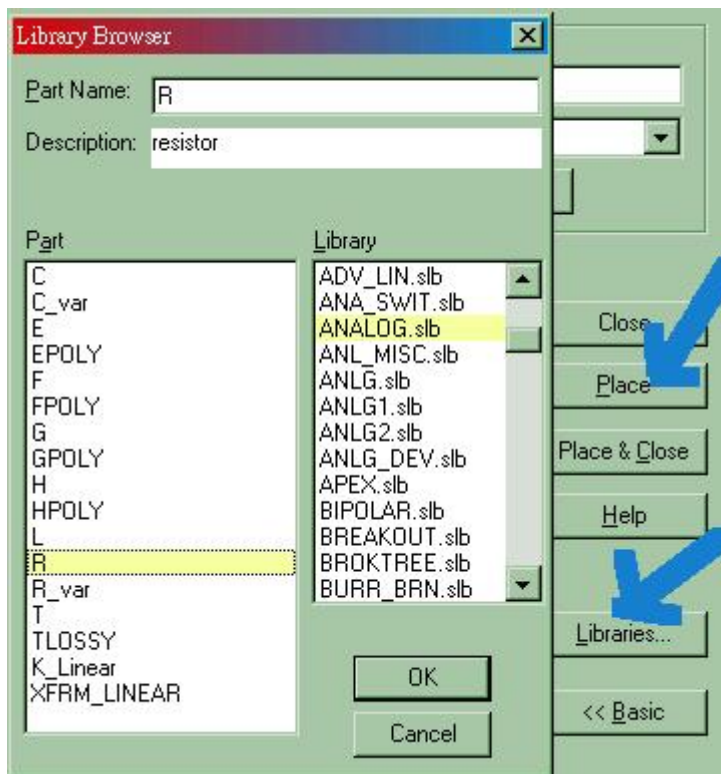 Library Browser
Part Name: R
Description: resistor
Part
C
C_var
E
EPOLY
F
FPOLY
G
GPOLY
H
HPOLY
L
R
R_var
T
TLOSSY
K_Linear
XFRM_LINEAR
Library
ADV_LIN.slb
ANA_SWIT.slb
ANALOG.slb
ANL_MISC.slb
ANLG.slb
ANLG1.slb
ANLG2.slb
ANLG_DEV.slb
APEX.slb
BIPOLAR.slb
BREAKOUT.slb
BROKTREE.slb
BURR_BRN.slb
OK
Cancel
Close
Place
Place & Close
Help
Libraries...
<< Basic